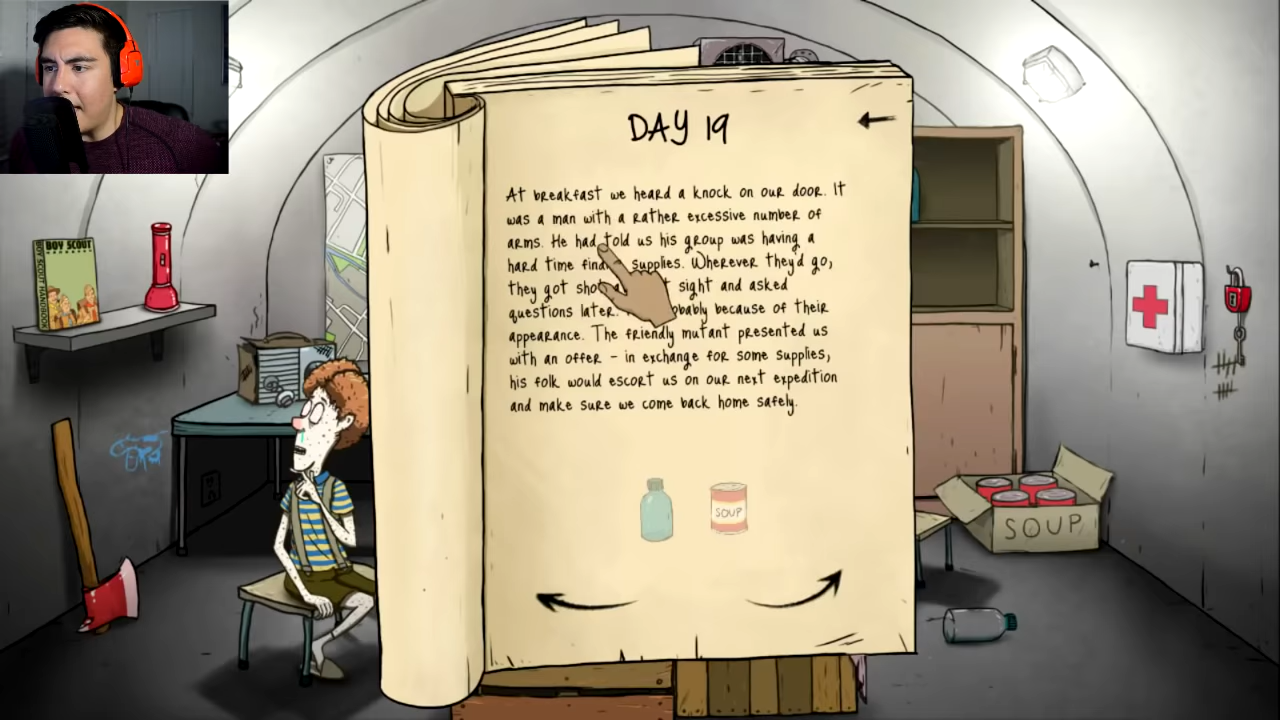 DAY 19
At breakfast we heard a knock on our door. It
was a man with a rather excessive number of
arms. He had told us his group was having a
hard time supplies. Wherever they'd go,
they got sight and asked
questions later. because of their
appearance. The friendly mutant presented us
with an offer - in exchange for some supplies,
his folk would escort us on our next expedition
and make sure we come back home safely.
SOUP
BOY SCOUT
BOY SCOUT HANDBOOK
SOUP